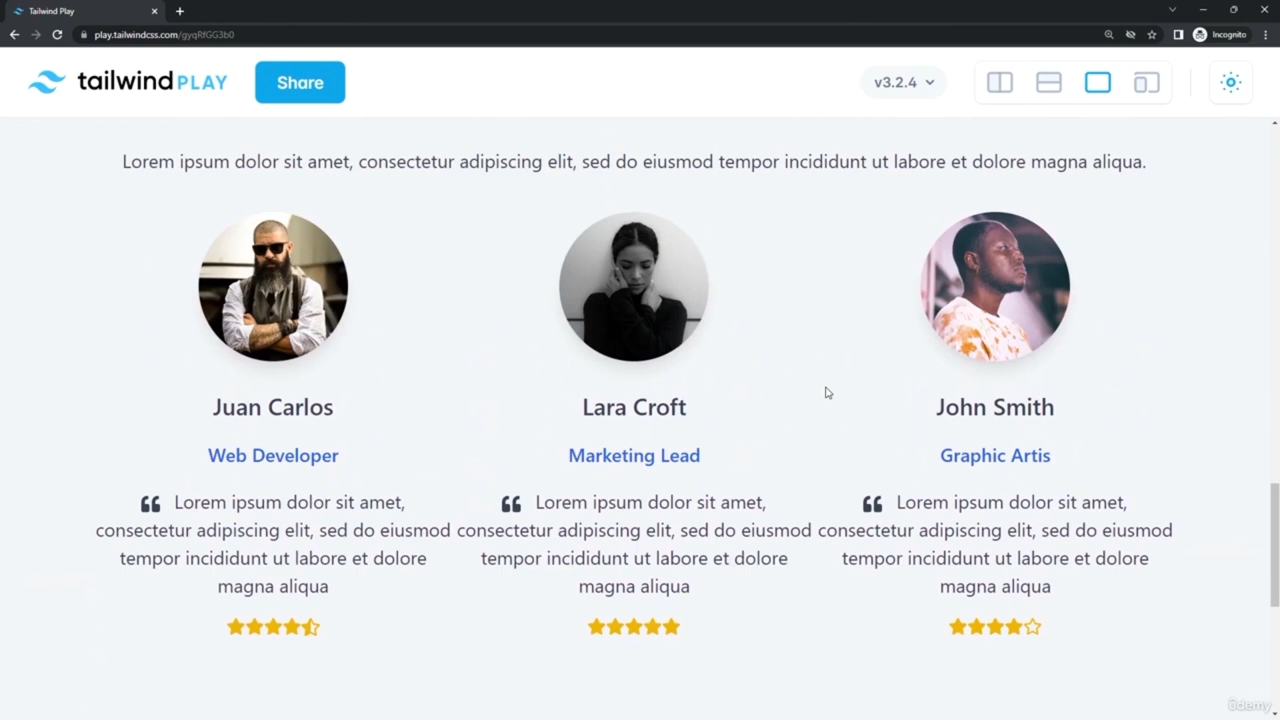 Tailwind Play
play.tailwindcss.com/gyqRfGG3b0
Incognito
tailwind PLAY
Share
v3.2.4
Lorem ipsum dolor sit amet, consectetur adipiscing elit, sed do eiusmod tempor incididunt ut labore et dolore magna aliqua.
Juan Carlos
Web Developer
❝ Lorem ipsum dolor sit amet,
consectetur adipiscing elit, sed do eiusmod
tempor incididunt ut labore et dolore
magna aliqua
Lara Croft
Marketing Lead
❝ Lorem ipsum dolor sit amet,
consectetur adipiscing elit, sed do eiusmod
tempor incididunt ut labore et dolore
magna aliqua
John Smith
Graphic Artis
❝ Lorem ipsum dolor sit amet,
consectetur adipiscing elit, sed do eiusmod
tempor incididunt ut labore et dolore
magna aliqua
ûdemy